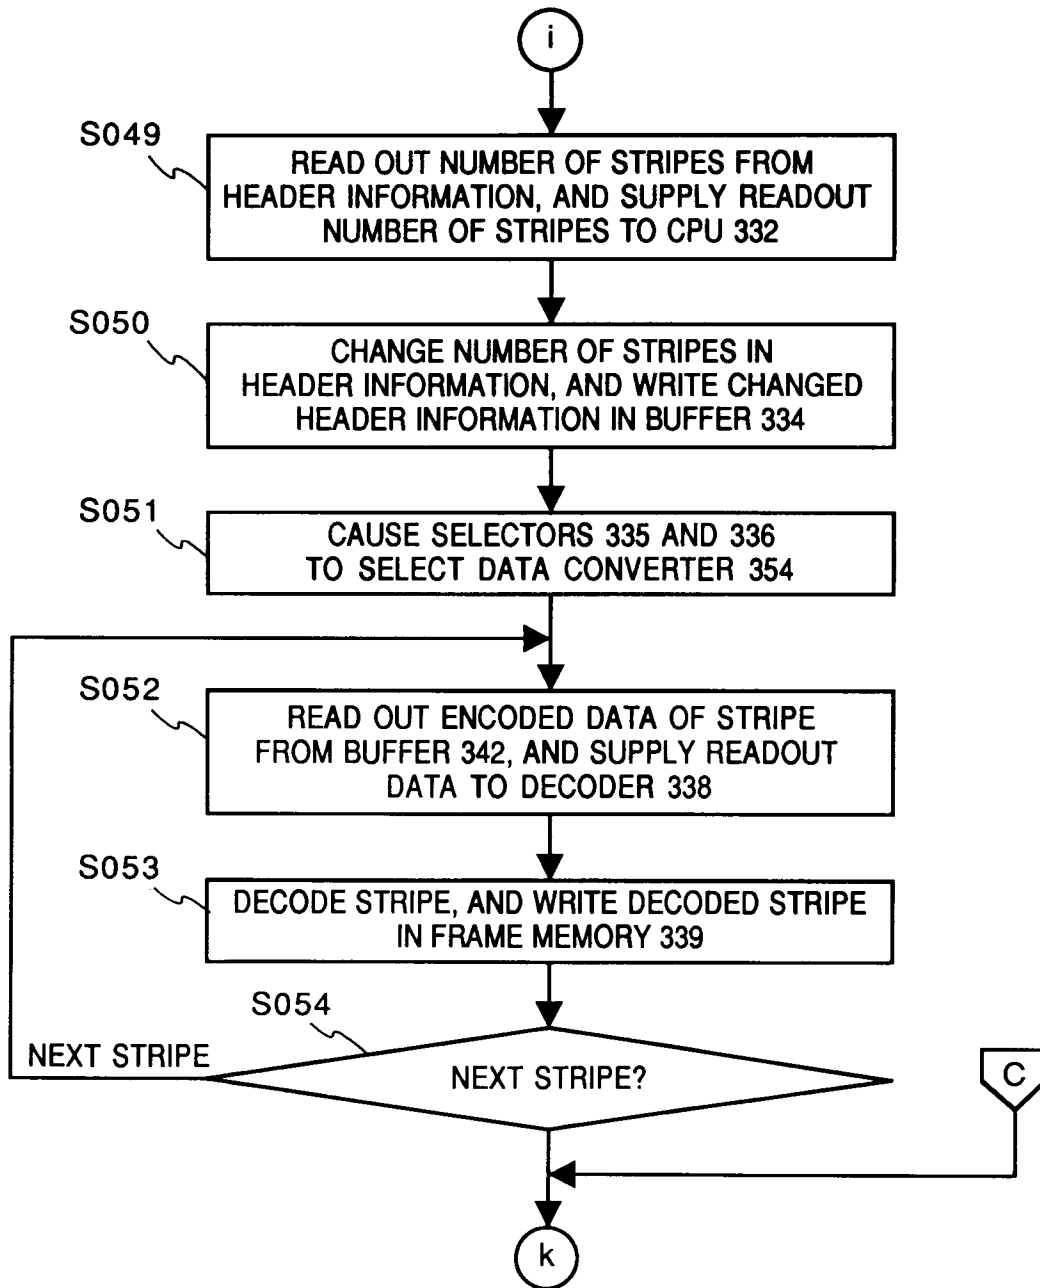 i
S049
READ OUT NUMBER OF STRIPES FROM
HEADER INFORMATION, AND SUPPLY READOUT
NUMBER OF STRIPES TO CPU 332
S050
CHANGE NUMBER OF STRIPES IN
HEADER INFORMATION, AND WRITE CHANGED
HEADER INFORMATION IN BUFFER 334
S051
CAUSE SELECTORS 335 AND 336
TO SELECT DATA CONVERTER 354
S052
READ OUT ENCODED DATA OF STRIPE
FROM BUFFER 342, AND SUPPLY READOUT
DATA TO DECODER 338
S053
DECODE STRIPE, AND WRITE DECODED STRIPE
IN FRAME MEMORY 339
S054
NEXT STRIPE
NEXT STRIPE?
C
k